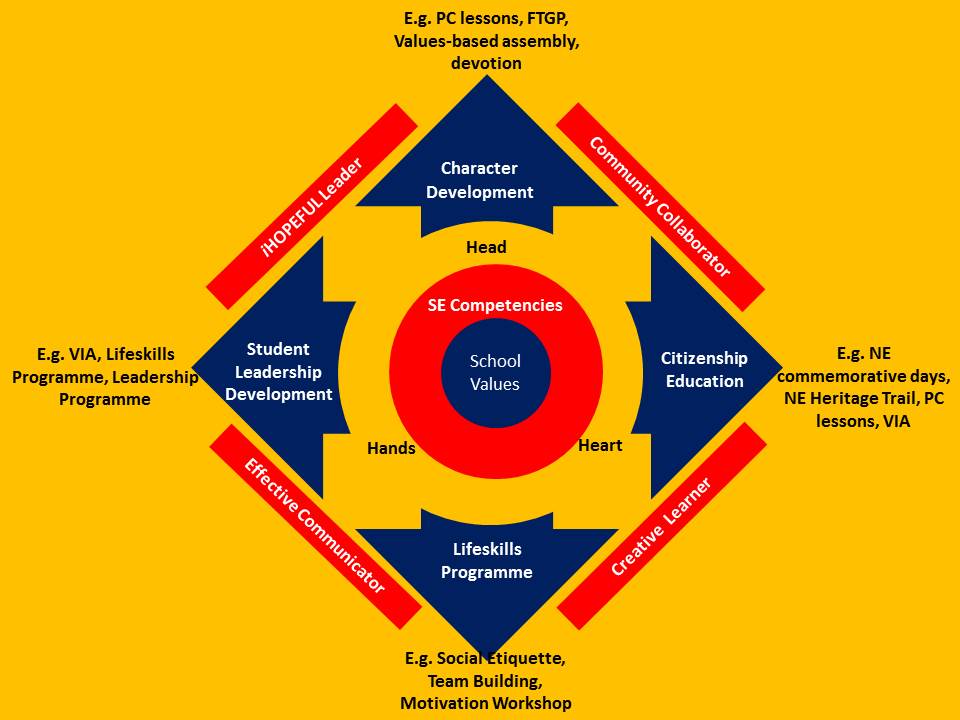 E.g. PC lessons, FTGP,
Values-based assembly,
devotion
iHOPEFUL Leader
Character
Development
Community Collaborator
Head
SE Competencies
School
Values
Student
Leadership
Development
Citizenship
Education
E.g. VIA, Lifeskills
Programme, Leadership
Programme
E.g. NE
commemorative days,
NE Heritage Trail, PC
lessons, VIA
Hands
Heart
Effective Communicator
Creative Learner
Lifeskills
Programme
E.g. Social Etiquette,
Team Building,
Motivation Workshop